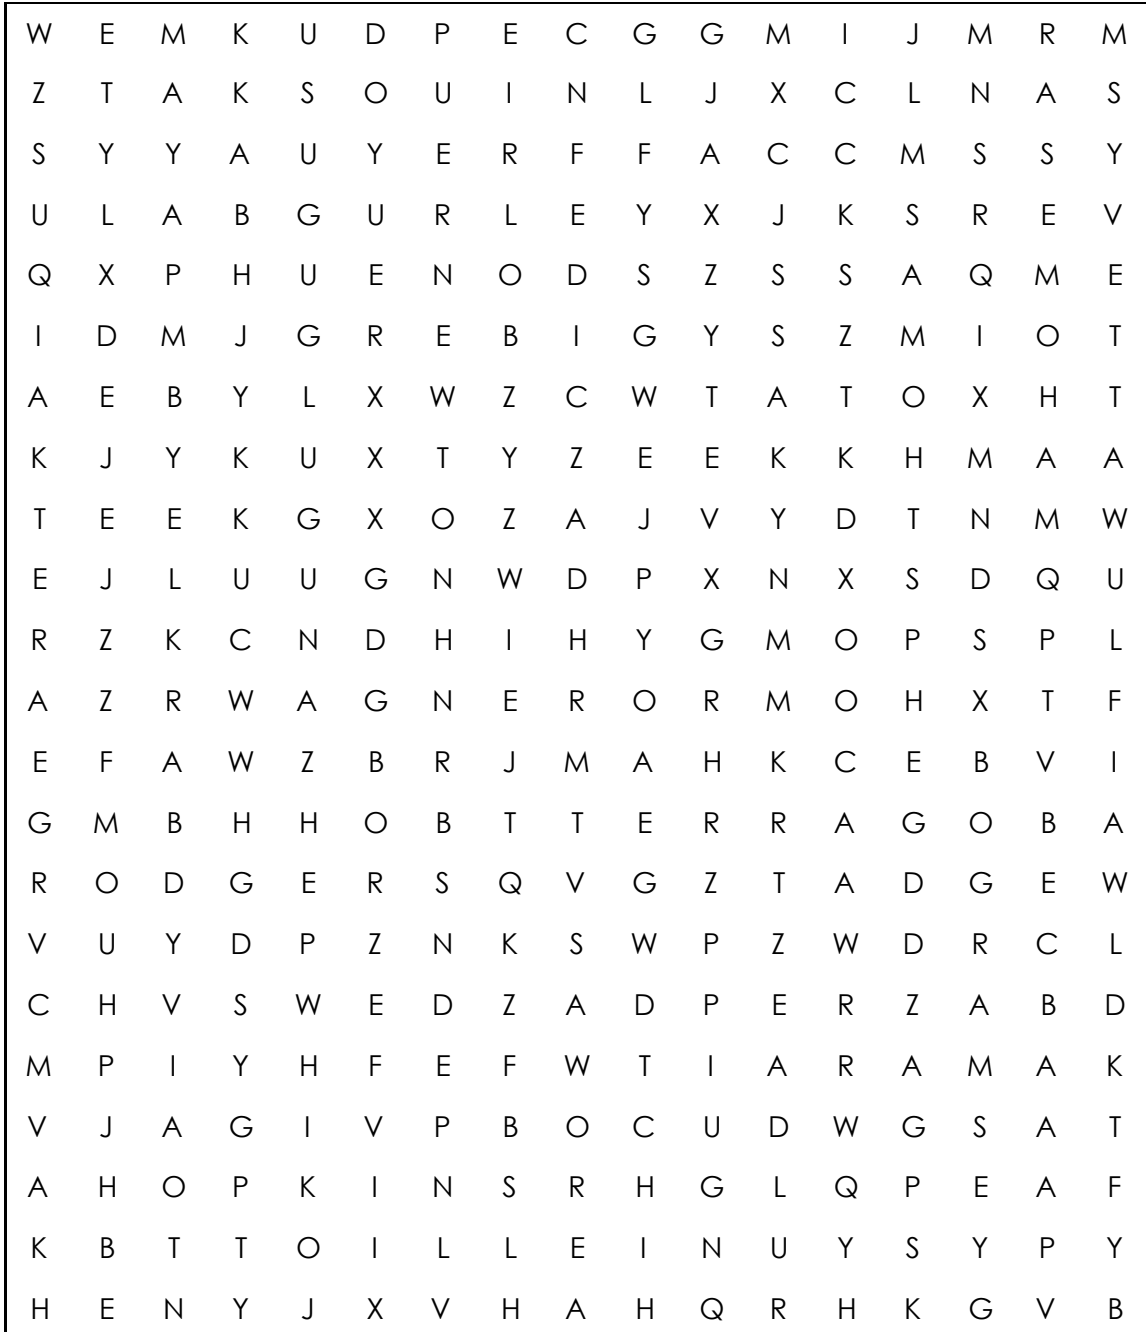 W E M K U D P E C G G M I J M R M
Z T A K S O U I N L J X C L N A S
S Y Y A U Y E R F F A C C M S S Y
U L A B G U R L E Y X J K S R E V
Q X P H U E N O D S Z S S A Q M E
I D M J G R E B I G Y S Z M I O T
A E B Y L X W Z C W T A T O X H T
K J Y K U X T Y Z E E K K H M A A
T E E K G X O Z A J V Y D T N M W
E J L U U G N W D P X N X S D Q U
R Z K C N D H I H Y G M O P S P L
A Z R W A G N E R O R M O H X T F
E F A W Z B R J M A H K C E B V I
G M B H H O B T T E R R A G O B A
R O D G E R S Q V G Z T A D G E W
V U Y D P Z N K S W P Z W D R C L
C H V S W E D Z A D P E R Z A B D
M P I Y H F E F W T I A R A M A K
V J A G I V P B O C U D W G S A T
A H O P K I N S R H G L Q P E A F
K B T T O I L L E I N U Y S Y P Y
H E N Y J X V H A H Q R H K G V B